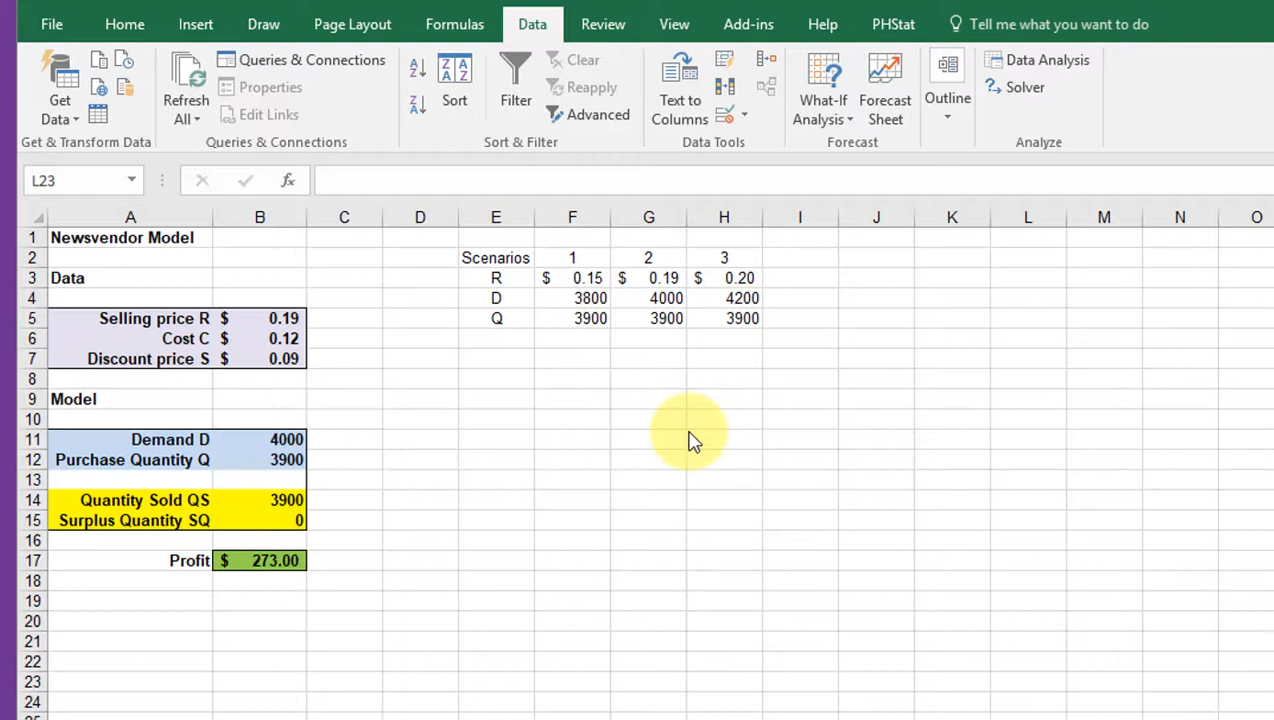 File Home Insert Draw Page Layout Formulas Data Review View Add-ins Help PHStat Tell me what you want to do
Get Data
Refresh All
Queries & Connections
Properties
Edit Links
Sort
Filter
Clear
Reapply
Advanced
Text to Columns
What-If Analysis
Forecast Sheet
Outline
Data Analysis
Solver
Get & Transform Data Queries & Connections Sort & Filter Data Tools Forecast Analyze
L23 fx
A B C D E F G H I J K L M N O
1 Newsvendor Model
2 Scenarios 1 2 3
3 Data R $ 0.15 $ 0.19 $ 0.20
4 D 3800 4000 4200
5 Selling price R $ 0.19 Q 3900 3900 3900
6 Cost C $ 0.12
7 Discount price S $ 0.09
8
9 Model
10
11 Demand D 4000
12 Purchase Quantity Q 3900
13
14 Quantity Sold QS 3900
15 Surplus Quantity SQ 0
16
17 Profit $ 273.00
18
19
20
21
22
23
24